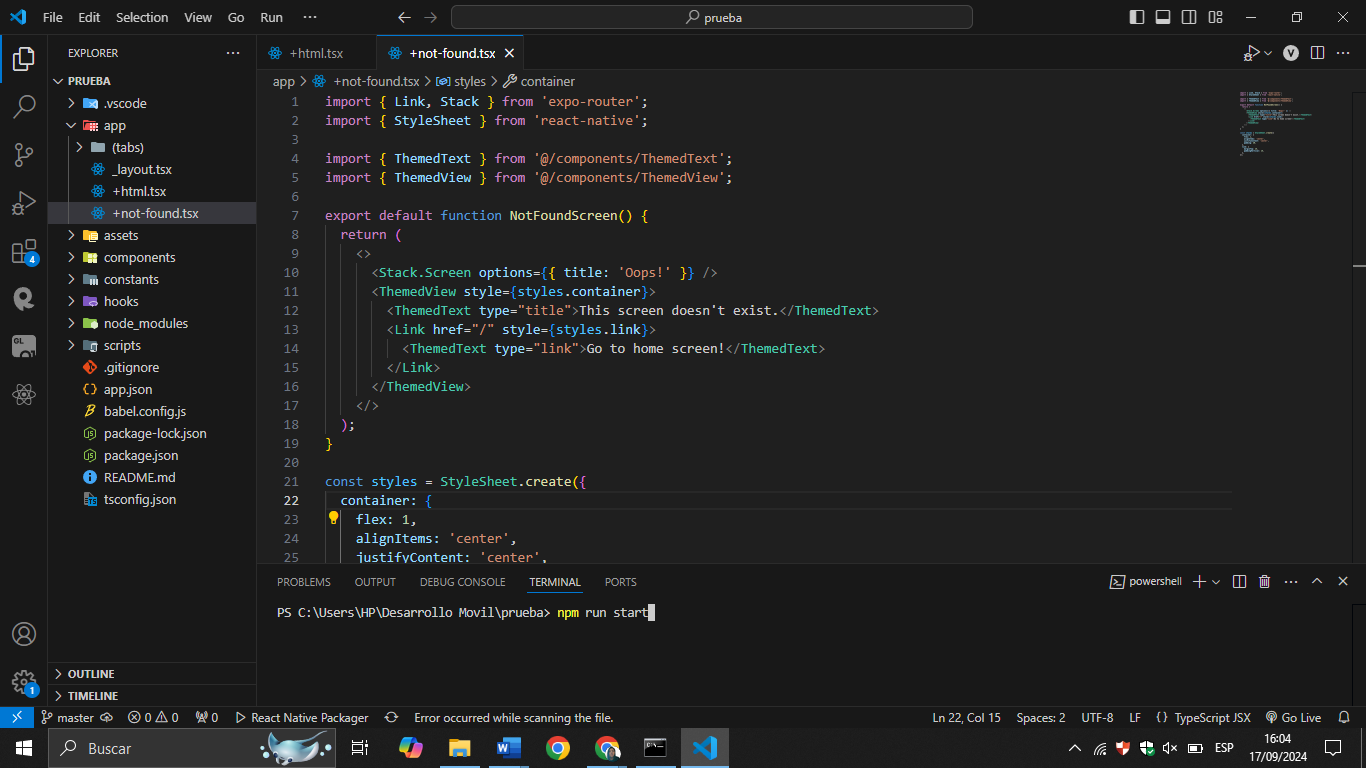 File Edit Selection View Go Run ··· prueba
EXPLORER ···
PRUEBA
.vscode
app
(tabs)
_layout.tsx
+html.tsx
+not-found.tsx
assets
components
constants
hooks
node_modules
scripts
.gitignore
app.json
babel.config.js
package-lock.json
package.json
README.md
tsconfig.json
OUTLINE
TIMELINE
4
GL
1
+html.tsx +not-found.tsx
V
app > +not-found.tsx > styles > container
1 import { Link, Stack } from 'expo-router';
2 import { StyleSheet } from 'react-native';
3
4 import { ThemedText } from '@/components/ThemedText';
5 import { ThemedView } from '@/components/ThemedView';
6
7 export default function NotFoundScreen() {
8 return (
9 <>
10 <Stack.Screen options={{ title: 'Oops!' }} />
11 <ThemedView style={styles.container}>
12 <ThemedText type="title">This screen doesn't exist.</ThemedText>
13 <Link href="/" style={styles.link}>
14 <ThemedText type="link">Go to home screen!</ThemedText>
15 </Link>
16 </ThemedView>
17 </>
18 );
19 }
20
21 const styles = StyleSheet.create({
22 container: {
23 flex: 1,
24 alignItems: 'center',
25 justifyContent: 'center',
PROBLEMS OUTPUT DEBUG CONSOLE TERMINAL PORTS powershell
PS C:\Users\HP\Desarrollo Movil\prueba> npm run start
master 0 0 0 React Native Packager Error occurred while scanning the file. Ln 22, Col 15 Spaces: 2 UTF-8 LF {} TypeScript JSX Go Live
Buscar
ESP
16:04
17/09/2024